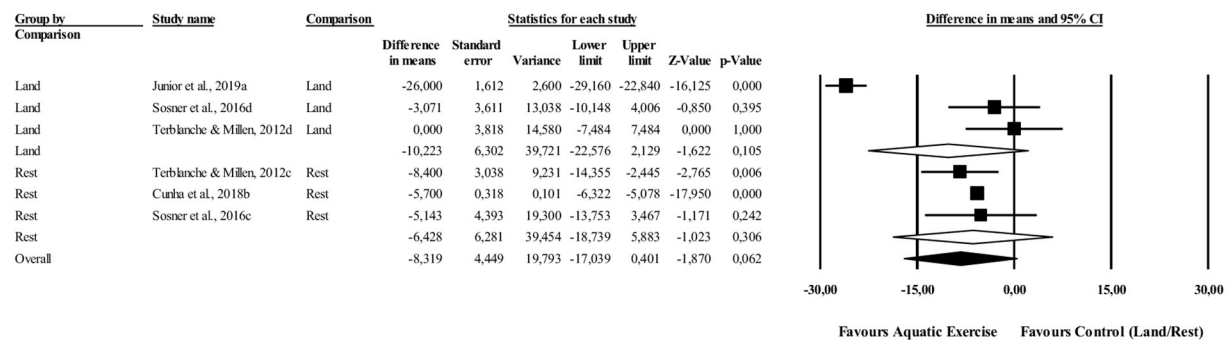 Group by Study name Comparison Statistics for each study Difference in means and 95% CI
Comparison
Difference Standard Lower Upper
in means error Variance limit limit Z-Value p-Value
Land Junior et al., 2019a Land -26,000 1,612 2,600 -29,160 -22,840 -16,125 0,000
Land Sosner et al., 2016d Land -3,071 3,611 13,038 -10,148 4,006 -0,850 0,395
Land Terblanche & Millen, 2012d Land 0,000 3,818 14,580 -7,484 7,484 0,000 1,000
Land -10,223 6,302 39,721 -22,576 2,129 -1,622 0,105
Rest Terblanche & Millen, 2012c Rest -8,400 3,038 9,231 -14,355 -2,445 -2,765 0,006
Rest Cunha et al., 2018b Rest -5,700 0,318 0,101 -6,322 -5,078 -17,950 0,000
Rest Sosner et al., 2016c Rest -5,143 4,393 19,300 -13,753 3,467 -1,171 0,242
Rest -6,428 6,281 39,454 -18,739 5,883 -1,023 0,306
Overall -8,319 4,449 19,793 -17,039 0,401 -1,870 0,062
-30,00 -15,00 0,00 15,00 30,00
Favours Aquatic Exercise Favours Control (Land/Rest)